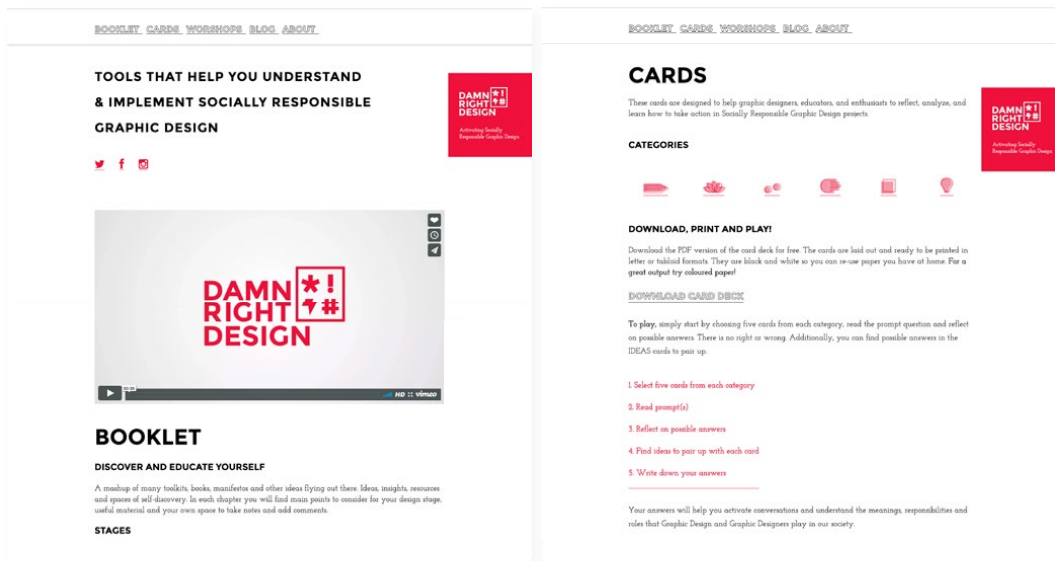 BOOKLET CARDS WORSHOPS BLOG ABOUT
TOOLS THAT HELP YOU UNDERSTAND
& IMPLEMENT SOCIALLY RESPONSIBLE
GRAPHIC DESIGN
DAMN *!
RIGHT #
DESIGN
Activating Socially
Responsible Graphic Design
DAMN *!
RIGHT #
DESIGN
HD :: vimeo
BOOKLET
DISCOVER AND EDUCATE YOURSELF
A mashup of many toolkits, books, manifestos and other ideas flying out there. Ideas, insights, resources
and spaces of self-discovery. In each chapter you will find main points to consider for your design stage,
useful material and your own space to take notes and add comments.
STAGES
BOOKLET CARDS WORSHOPS BLOG ABOUT
CARDS
These cards are designed to help graphic designers, educators, and enthusiasts to reflect, analyze, and
learn how to take action in Socially Responsible Graphic Design projects.
DAMN *!
RIGHT #
DESIGN
Activating Socially
Responsible Graphic Design
CATEGORIES
DOWNLOAD, PRINT AND PLAY!
Download the PDF version of the card deck for free. The cards are laid out and ready to be printed in
letter or tabloid formats. They are black and white so you can re-use paper you have at home. For a
great output try coloured paper!
DOWNLOAD CARD DECK
To play, simply start by choosing five cards from each category, read the prompt question and reflect
on possible answers. There is no right or wrong. Additionally, you can find possible answers in the
IDEAS cards to pair up.
1. Select five cards from each category
2. Read prompt(s)
3. Reflect on possible answers
4. Find ideas to pair up with each card
5. Write down your answers
Your answers will help you activate conversations and understand the meanings, responsibilities and
roles that Graphic Design and Graphic Designers play in our society.